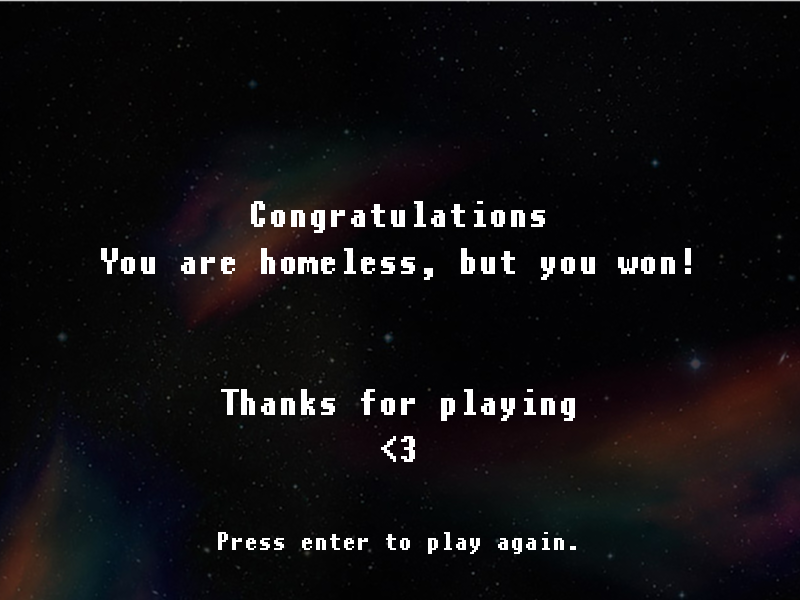 Congratulations
You are homeless, but you won!
Thanks for playing
<3
Press enter to play again.